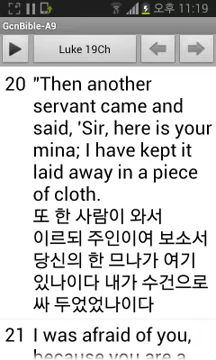 오후 11:19
GcnBible-A9
Luke 19Ch
20 "Then another
servant came and
said, 'Sir, here is your
mina; I have kept it
laid away in a piece
of cloth.
또 한 사람이 와서
이르되 주인이여 보소서
당신의 한 므나가 여기
있나이다 내가 수건으로
싸 두었었나이다
21 I was afraid of you,
because you are a